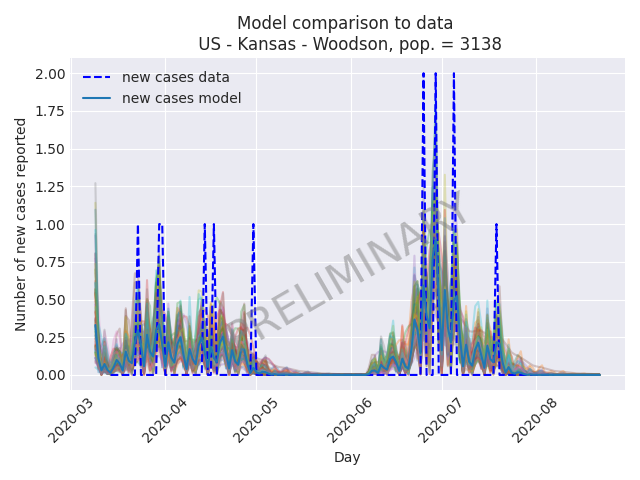 Model comparison to data
US - Kansas - Woodson, pop. = 3138
2.00
1.75
1.50
1.25
1.00
0.75
0.50
0.25
0.00
Number of new cases reported
new cases data
new cases model
PRELIMINARY
2020-03
2020-04
2020-05
2020-06
2020-07
2020-08
Day